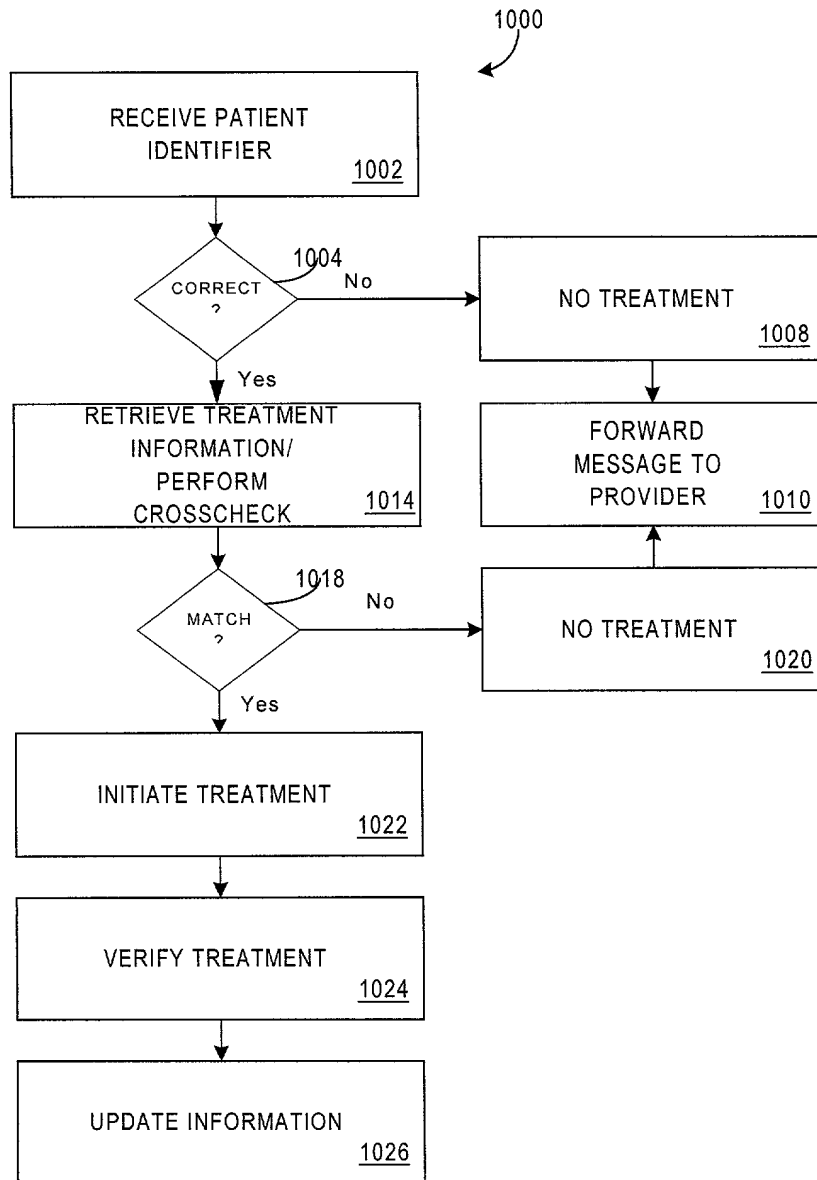 1000
RECEIVE PATIENT
IDENTIFIER
1002
1004
CORRECT
?
No
NO TREATMENT
1008
Yes
RETRIEVE TREATMENT
INFORMATION/
PERFORM
CROSSCHECK
1014
FORWARD
MESSAGE TO
PROVIDER
1010
1018
MATCH
?
No
NO TREATMENT
1020
Yes
INITIATE TREATMENT
1022
VERIFY TREATMENT
1024
UPDATE INFORMATION
1026